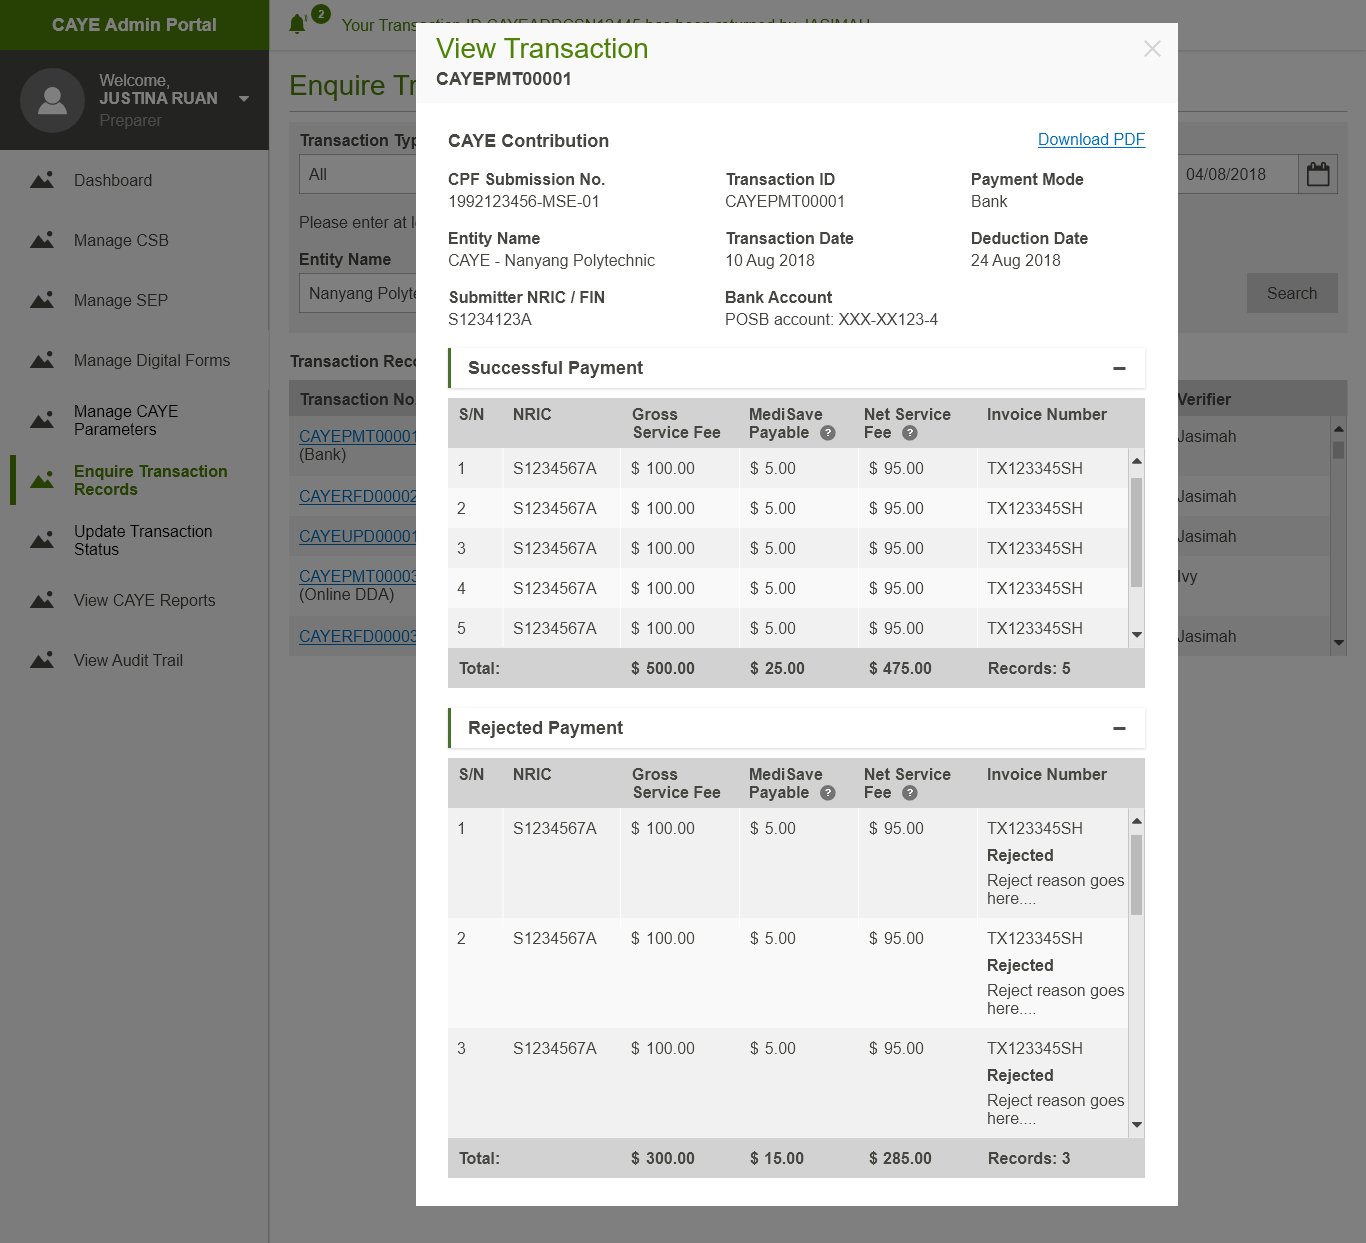 CAYE Admin Portal
2
Welcome,
JUSTINA RUAN
Preparer
Dashboard
Manage CSB
Manage SEP
Manage Digital Forms
Manage CAYE
Parameters
Enquire Transaction
Records
Update Transaction
Status
View CAYE Reports
View Audit Trail
Enquire Tr
Transaction Typ
All
04/08/2018
Please enter at l
Entity Name
Nanyang Polyte
Search
Transaction Reco
Transaction No
Verifier
CAYEPMT00001
(Bank)
Jasimah
CAYERFD00002
Jasimah
CAYEUPD00001
Jasimah
CAYEPMT00003
(Online DDA)
Ivy
CAYERFD00003
Jasimah
View Transaction
CAYEPMT00001
CAYE Contribution
Download PDF
CPF Submission No. Transaction ID Payment Mode
1992123456-MSE-01 CAYEPMT00001 Bank
Entity Name Transaction Date Deduction Date
CAYE - Nanyang Polytechnic 10 Aug 2018 24 Aug 2018
Submitter NRIC / FIN Bank Account
S1234123A POSB account: XXX-XX123-4
Successful Payment
S/N NRIC Gross Service Fee MediSave Payable ? Net Service Fee ? Invoice Number
1 S1234567A $ 100.00 $ 5.00 $ 95.00 TX123345SH
2 S1234567A $ 100.00 $ 5.00 $ 95.00 TX123345SH
3 S1234567A $ 100.00 $ 5.00 $ 95.00 TX123345SH
4 S1234567A $ 100.00 $ 5.00 $ 95.00 TX123345SH
5 S1234567A $ 100.00 $ 5.00 $ 95.00 TX123345SH
Total: $ 500.00 $ 25.00 $ 475.00 Records: 5
Rejected Payment
S/N NRIC Gross Service Fee MediSave Payable ? Net Service Fee ? Invoice Number
1 S1234567A $ 100.00 $ 5.00 $ 95.00 TX123345SH
Rejected
Reject reason goes
here....
2 S1234567A $ 100.00 $ 5.00 $ 95.00 TX123345SH
Rejected
Reject reason goes
here....
3 S1234567A $ 100.00 $ 5.00 $ 95.00 TX123345SH
Rejected
Reject reason goes
here....
Total: $ 300.00 $ 15.00 $ 285.00 Records: 3